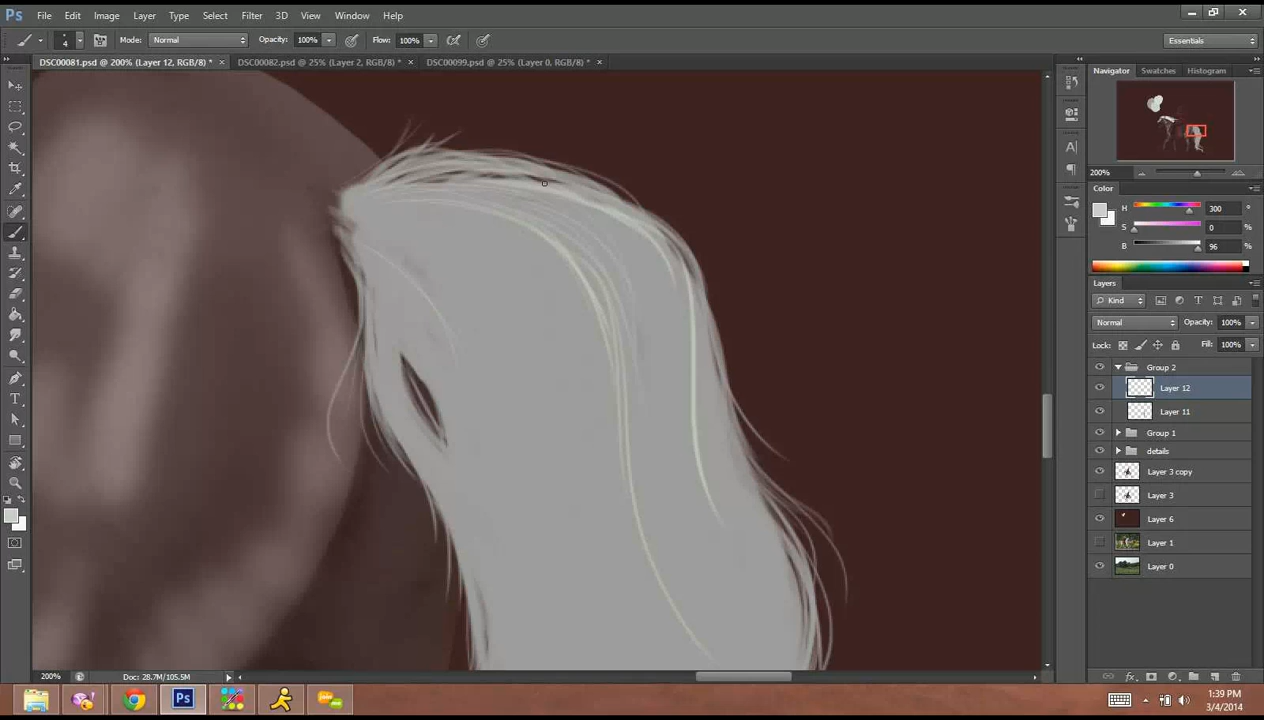 Ps File Edit Image Layer Type Select Filter 3D View Window Help
4 Mode: Normal Opacity: 100% Flow: 100% Essentials
DSC00081.psd @ 200% (Layer 12, RGB/8) * × DSC00082.psd @ 25% (Layer 2, RGB/8) * × DSC00099.psd @ 25% (Layer 0, RGB/8) * ×
Navigator Swatches Histogram
200%
Color
H 300 °
S 0 %
B 96 %
Layers
Kind
Normal Opacity: 100%
Lock: Fill: 100%
Group 2
Layer 12
Layer 11
Group 1
details
Layer 3 copy
Layer 3
Layer 6
Layer 1
Layer 0
200% Doc: 28.7M/105.5M
fx
Ps
1:39 PM
3/4/2014